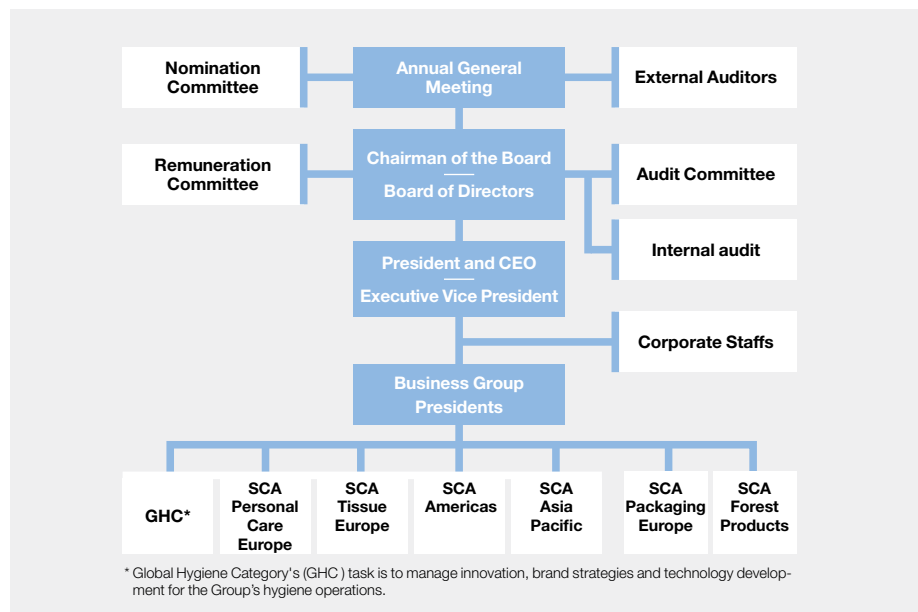 Nomination
Committee
Annual General
Meeting
External Auditors
Remuneration
Committee
Chairman of the Board
Board of Directors
Audit Committee
Internal audit
President and CEO
Executive Vice President
Corporate Staffs
Business Group
Presidents
GHC*
SCA
Personal
Care
Europe
SCA
Tissue
Europe
SCA
Americas
SCA
Asia
Pacific
SCA
Packaging
Europe
SCA
Forest
Products
* Global Hygiene Category's (GHC ) task is to manage innovation, brand strategies and technology develop-
ment for the Group’s hygiene operations.